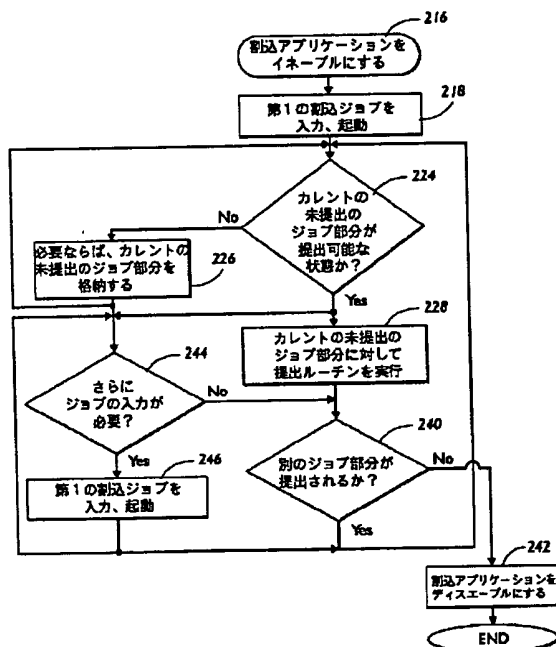 216
割込アプリケーションを
イネーブルにする
218
第1の割込ジョブを
入力、起動
224
カレントの
未提出の
ジョブ部分が
提出可能な
状態か？
No
必要ならば、カレントの
未提出のジョブ部分を
格納する
226
Yes
228
カレントの未提出の
ジョブ部分に対して
提出ルーチンを実行
244
さらに
ジョブの入力が
必要？
No
240
別のジョブ部分が
提出されるか？
No
Yes
246
第1の割込ジョブを
入力、起動
Yes
242
割込アプリケーションを
ディスエーブルにする
END